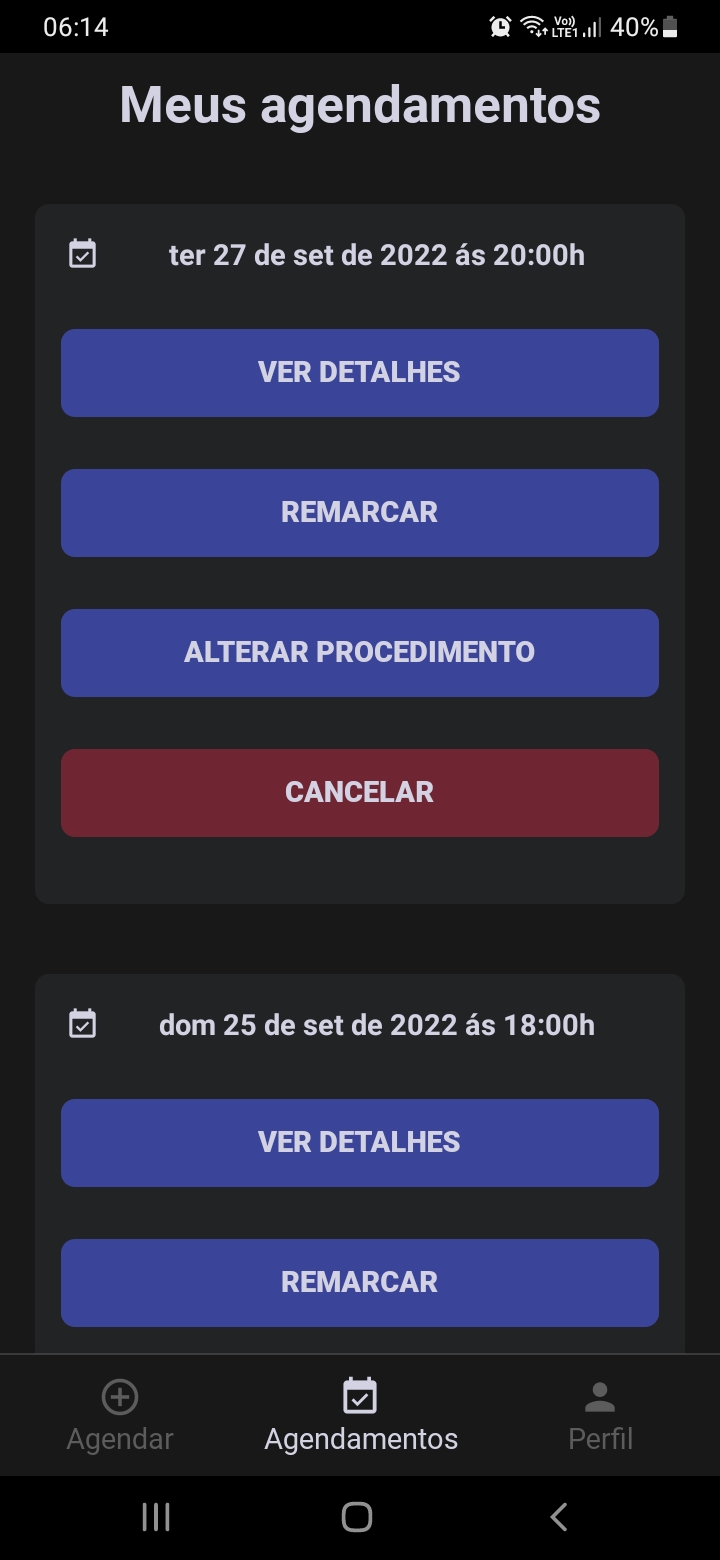 06:14
Vo))
LTE1
40%
Meus agendamentos
ter 27 de set de 2022 ás 20:00h
VER DETALHES
REMARCAR
ALTERAR PROCEDIMENTO
CANCELAR
dom 25 de set de 2022 ás 18:00h
VER DETALHES
REMARCAR
Agendar
Agendamentos
Perfil